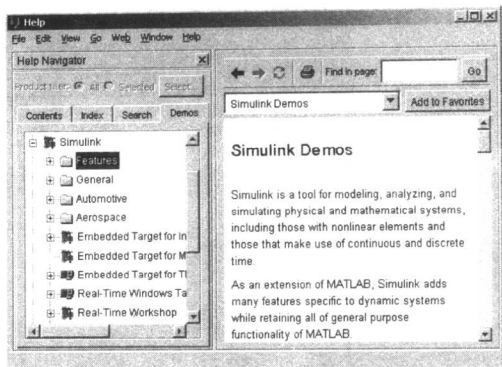 Help
File Edit View Go Web Window Help
Help Navigator
Product filter: All Selected Select...
Contents Index Search Demos
Simulink
Features
General
Automotive
Aerospace
Embedded Target for In
Embedded Target for M
Embedded Target for TI
Real-Time Windows Ta
Real-Time Workshop
Find in page: Go
Simulink Demos Add to Favorites
Simulink Demos
Simulink is a tool for modeling, analyzing, and
simulating physical and mathematical systems,
including those with nonlinear elements and
those that make use of continuous and discrete
time.
As an extension of MATLAB, Simulink adds
many features specific to dynamic systems
while retaining all of general purpose
functionality of MATLAB.